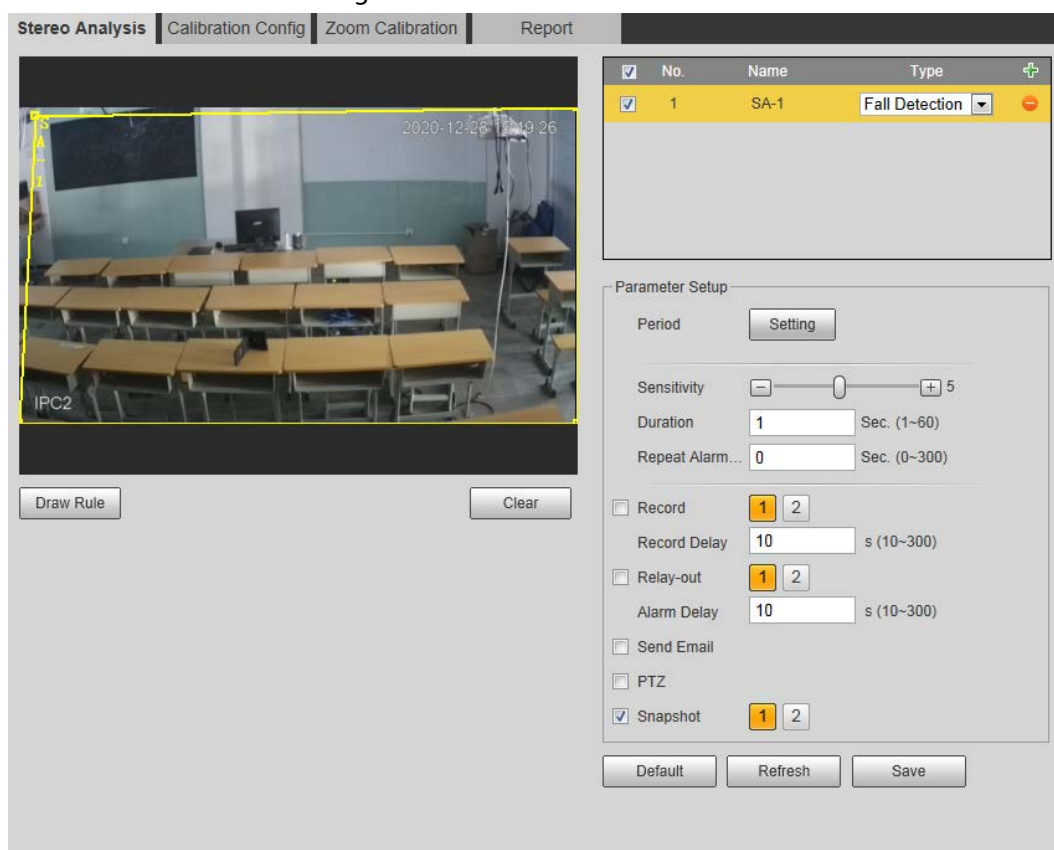 Stereo Analysis Calibration Config Zoom Calibration Report
No. Name Type
1 SA-1 Fall Detection
SA-1
2020-12-28
IPC2
Draw Rule Clear
Parameter Setup
Period Setting
Sensitivity 5
Duration 1 Sec. (1~60)
Repeat Alarm... 0 Sec. (0~300)
Record 1 2
Record Delay 10 s (10~300)
Relay-out 1 2
Alarm Delay 10 s (10~300)
Send Email
PTZ
Snapshot 1 2
Default Refresh Save